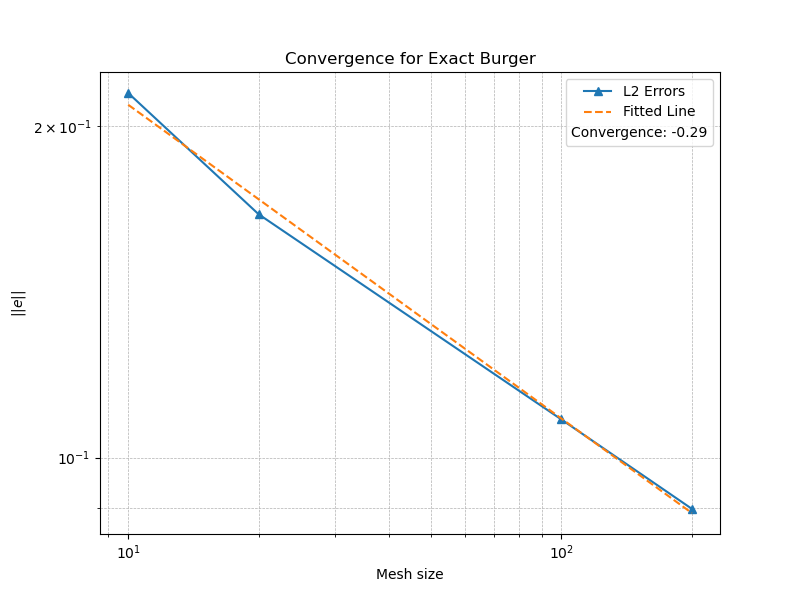 Convergence for Exact Burger
L2 Errors
Fitted Line
Convergence: -0.29
2 × 10⁻¹
10⁻¹
||e||
10¹
10²
Mesh size